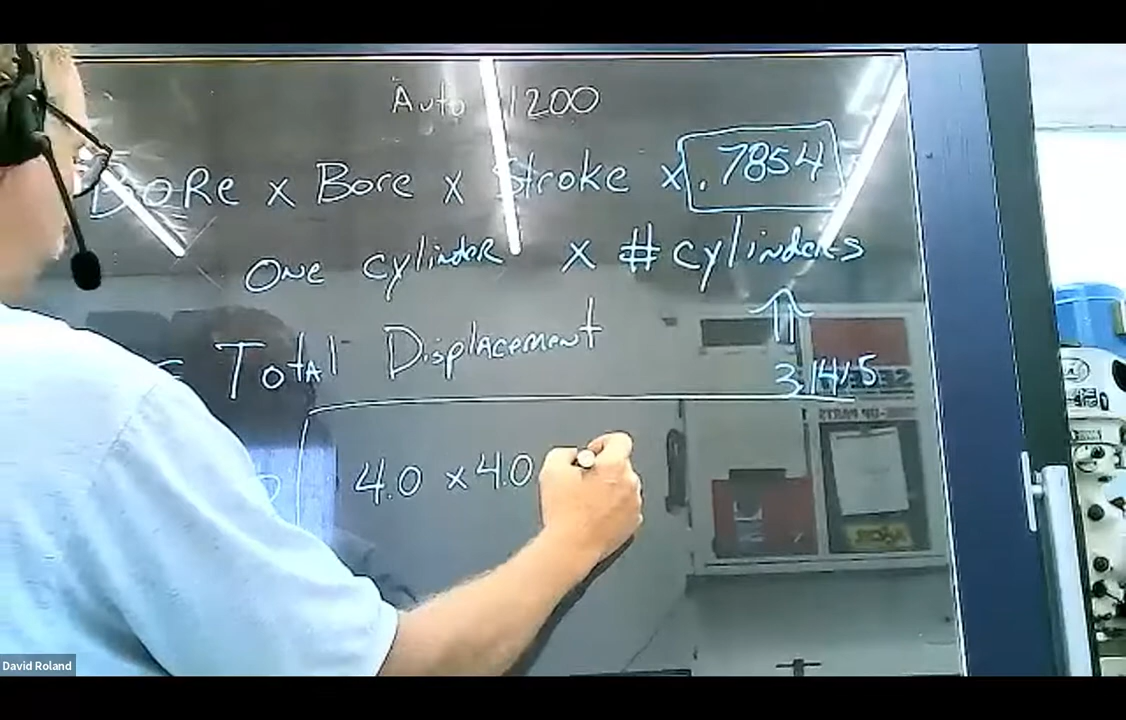 Auto 1200
BORe x Bore x Stroke x .7854
One cylinder x # cylinders
= Total Displacement
3.1415
4.0 x 4.0
David Roland